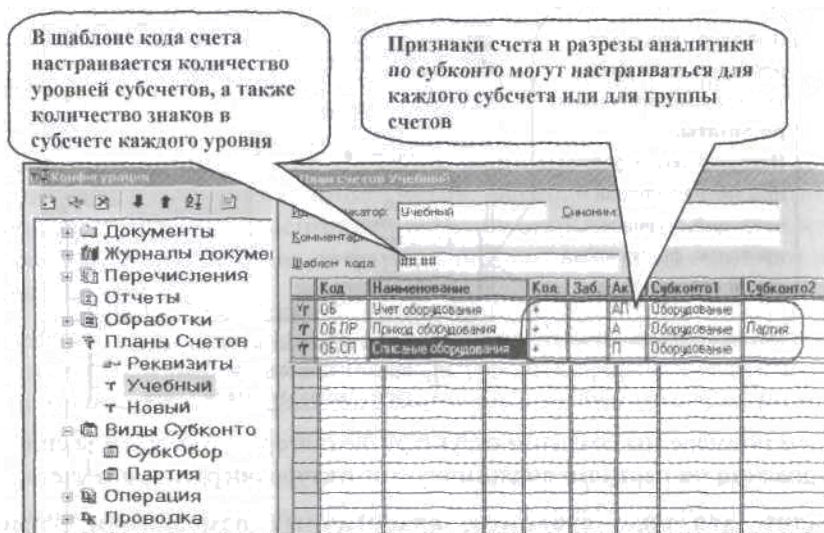 В шаблоне кода счета
настраивается количество
уровней субсчетов, а также
количество знаков в
субсчете каждого уровня
Признаки счета и разрезы аналитики
по субконто могут настраиваться для
каждого субсчета или для группы
счетов
Конфигурация
План счетов Учебный
Документы
Журналы докумен
Перечисления
Отчеты
Обработки
Планы Счетов
Реквизиты
Учебный
Новый
Виды Субконто
СубкОбор
Партия
Операция
Проводка
Учебный
Синоним
Комментар
Шаблон кода: ##.##
Код Наименование Кол. Заб. Ак Субконто1 Субконто2
ОБ Учет оборудования + АП Оборудование
ОБ.ПР Приход оборудования + А Оборудование Партия
ОБ.СП Списание оборудования + П Оборудование